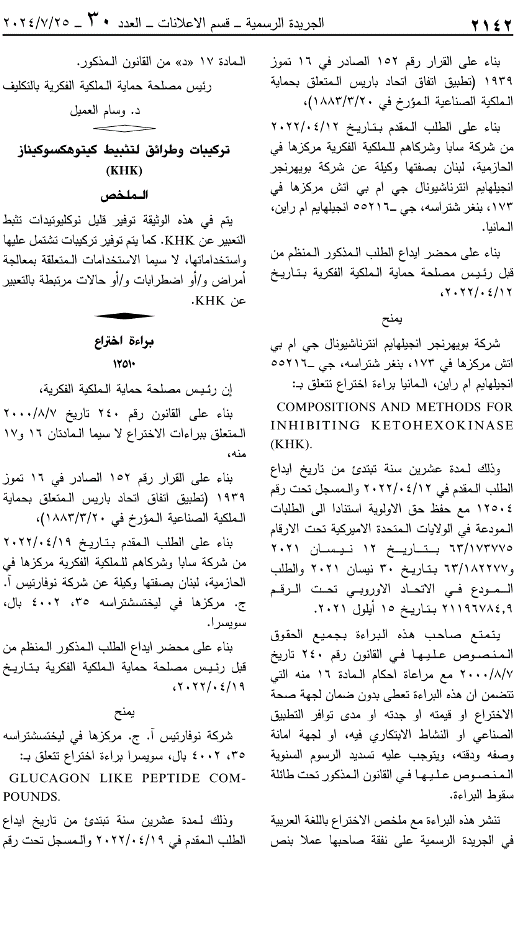 ٢١٤٢
الجريدة الرسمية ـ قسم الاعلانات ـ العدد ٣٠ ـ ٢٠٢٤/٧/٢٥
بناء على القرار رقم ١٥٢ الصادر في ١٦ تموز
١٩٣٩ (تطبيق اتفاق اتحاد باريس المتعلق بحماية
الملكية الصناعية المؤرخ في ١٨٨٣/٣/٢٠)،
بناء على الطلب المقدم بتاريخ ٢٠٢٢/٠٤/١٢
من شركة سابا وشركاهم للملكية الفكرية مركزها في
الحازمية، لبنان بصفتها وكيلة عن شركة بويهرنجر
انجيلهايم انترناشيونال جي ام بي اتش مركزها في
١٧٣، بنغر شتراسه، جي ـ٥٥٢١٦ انجيلهايم ام راين،
المانيا.
بناء على محضر ايداع الطلب المذكور المنظم من
قبل رئيس مصلحة حماية الملكية الفكرية بتاريخ
٢٠٢٢/٠٤/١٢،
يمنح
شركة بويهرنجر انجيلهايم انترناشيونال جي ام بي
اتش مركزها في ١٧٣، بنغر شتراسه، جي ـ٥٥٢١٦
انجيلهايم ام راين، المانيا براءة اختراع تتعلق بـ:
COMPOSITIONS AND METHODS FOR
INHIBITING KETOHEXOKINASE
(KHK).
وذلك لمدة عشرين سنة تبتدئ من تاريخ ايداع
الطلب المقدم في ٢٠٢٢/٠٤/١٢ والمسجل تحت رقم
١٢٥٠٤ مع حفظ حق الاولوية استنادا الى الطلبات
المودعة في الولايات المتحدة الاميركية تحت الارقام
٦٣/١٧٣٧٧٥ بتاريخ ١٢ نيسان ٢٠٢١
و٦٣/١٨٢٢٧٧ بتاريخ ٣٠ نيسان ٢٠٢١ والطلب
المودع في الاتحاد الاوروبي تحت الرقم
٢١١٩٦٧٨٤,٩ بتاريخ ١٥ أيلول ٢٠٢١.
يتمتع صاحب هذه البراءة بجميع الحقوق
المنصوص عليها في القانون رقم ٢٤٠ تاريخ
٢٠٠٠/٨/٧ مع مراعاة احكام المادة ١٦ منه التي
تتضمن ان هذه البراءة تعطى بدون ضمان لجهة صحة
الاختراع او قيمته او جدته او مدى توافر التطبيق
الصناعي او النشاط الابتكاري فيه، او لجهة امانة
وصفه ودقته، ويتوجب عليه تسديد الرسوم السنوية
المنصوص عليها في القانون المذكور تحت طائلة
سقوط البراءة.
تنشر هذه البراءة مع ملخص الاختراع باللغة العربية
في الجريدة الرسمية على نفقة صاحبها عملا بنص
المادة ١٧ «د» من القانون المذكور.
رئيس مصلحة حماية الملكية الفكرية بالتكليف
د. وسام العميل
تركيبات وطرائق لتثبيط كيتوهكسوكيناز
(KHK)
الملخص
يتم في هذه الوثيقة توفير قليل نوكليوتيدات تثبط
التعبير عن KHK. كما يتم توفير تركيبات تشتمل عليها
واستخداماتها، لا سيما الاستخدامات المتعلقة بمعالجة
أمراض و/أو اضطرابات و/أو حالات مرتبطة بالتعبير
عن KHK.
براءة اختراع
١٢٥١٠
إن رئيس مصلحة حماية الملكية الفكرية،
بناء على القانون رقم ٢٤٠ تاريخ ٢٠٠٠/٨/٧
المتعلق ببراءات الاختراع لا سيما المادتان ١٦ و١٧
منه،
بناء على القرار رقم ١٥٢ الصادر في ١٦ تموز
١٩٣٩ (تطبيق اتفاق اتحاد باريس المتعلق بحماية
الملكية الصناعية المؤرخ في ١٨٨٣/٣/٢٠)،
بناء على الطلب المقدم بتاريخ ٢٠٢٢/٠٤/١٩
من شركة سابا وشركاهم للملكية الفكرية مركزها في
الحازمية، لبنان بصفتها وكيلة عن شركة نوفارتيس آ.
ج. مركزها في ليختسشتراسه ٣٥، ٤٠٠٢ بال،
سويسرا.
بناء على محضر ايداع الطلب المذكور المنظم من
قبل رئيس مصلحة حماية الملكية الفكرية بتاريخ
٢٠٢٢/٠٤/١٩،
يمنح
شركة نوفارتيس آ. ج. مركزها في ليختسشتراسه
٣٥، ٤٠٠٢ بال، سويسرا براءة اختراع تتعلق بـ:
GLUCAGON LIKE PEPTIDE COM-
POUNDS.
وذلك لمدة عشرين سنة تبتدئ من تاريخ ايداع
الطلب المقدم في ٢٠٢٢/٠٤/١٩ والمسجل تحت رقم